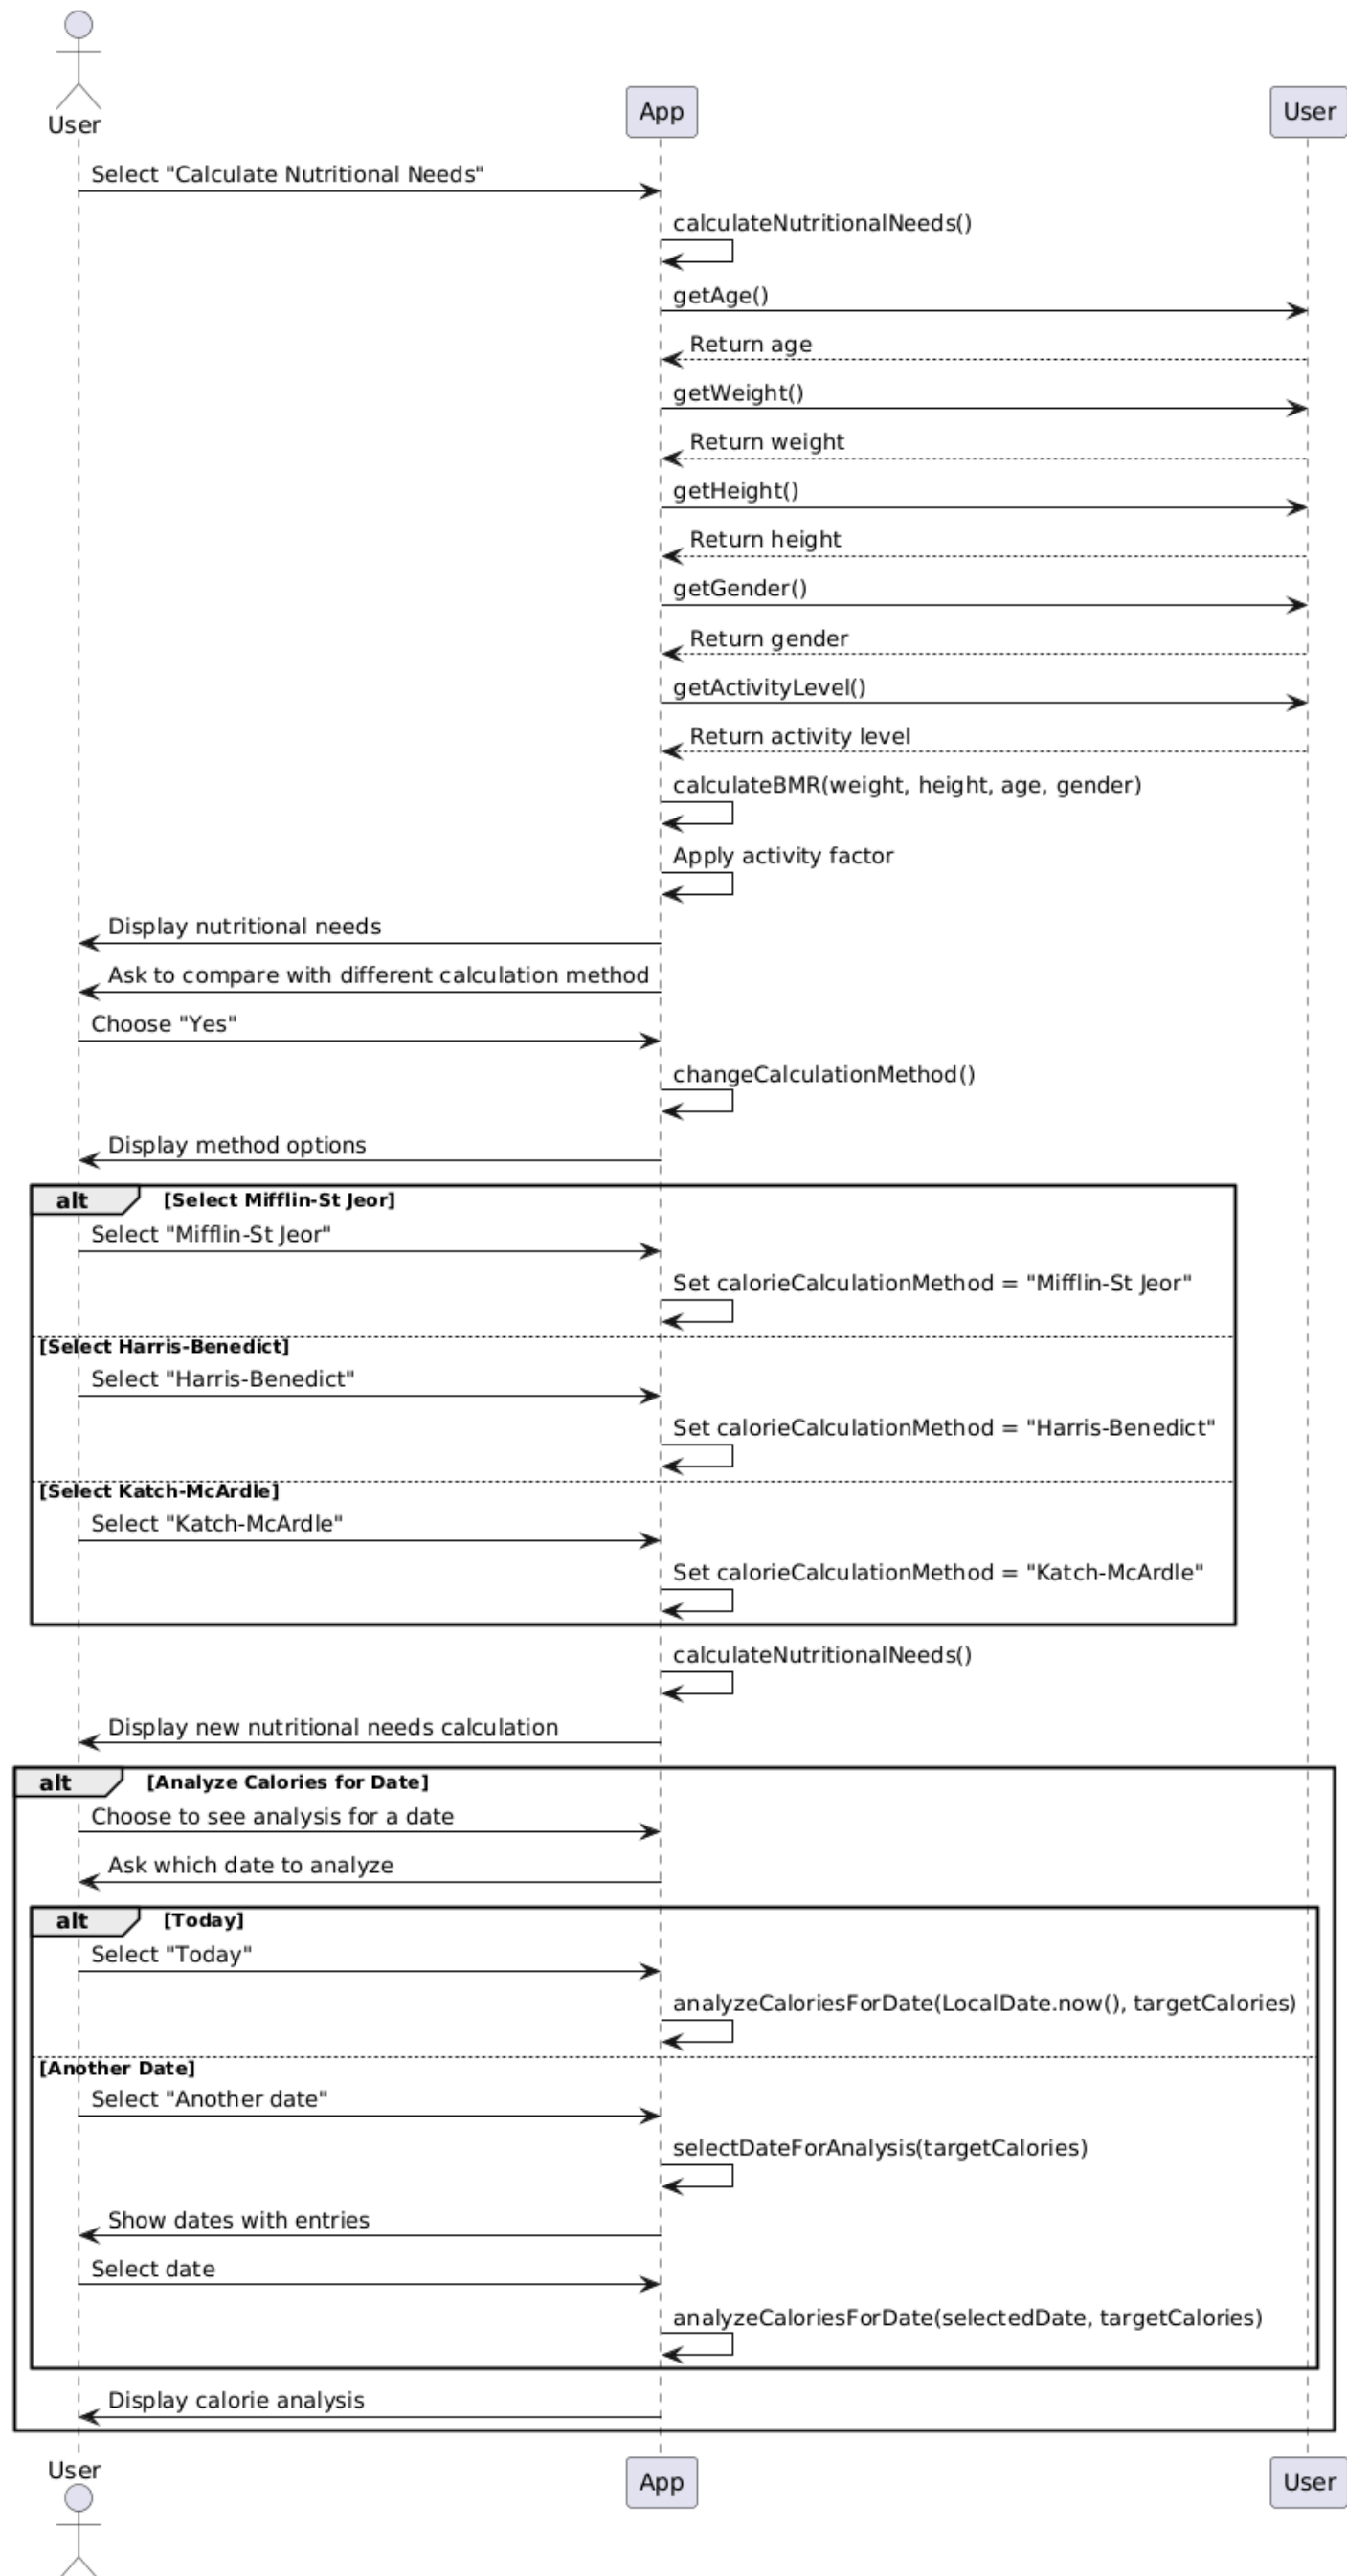 User
App
User
Select "Calculate Nutritional Needs"
calculateNutritionalNeeds()
getAge()
Return age
getWeight()
Return weight
getHeight()
Return height
getGender()
Return gender
getActivityLevel()
Return activity level
calculateBMR(weight, height, age, gender)
Apply activity factor
Display nutritional needs
Ask to compare with different calculation method
Choose "Yes"
changeCalculationMethod()
Display method options
alt [Select Mifflin-St Jeor]
Select "Mifflin-St Jeor"
Set calorieCalculationMethod = "Mifflin-St Jeor"
[Select Harris-Benedict]
Select "Harris-Benedict"
Set calorieCalculationMethod = "Harris-Benedict"
[Select Katch-McArdle]
Select "Katch-McArdle"
Set calorieCalculationMethod = "Katch-McArdle"
calculateNutritionalNeeds()
Display new nutritional needs calculation
alt [Analyze Calories for Date]
Choose to see analysis for a date
Ask which date to analyze
alt [Today]
Select "Today"
analyzeCaloriesForDate(LocalDate.now(), targetCalories)
[Another Date]
Select "Another date"
selectDateForAnalysis(targetCalories)
Show dates with entries
Select date
analyzeCaloriesForDate(selectedDate, targetCalories)
Display calorie analysis
User
App
User